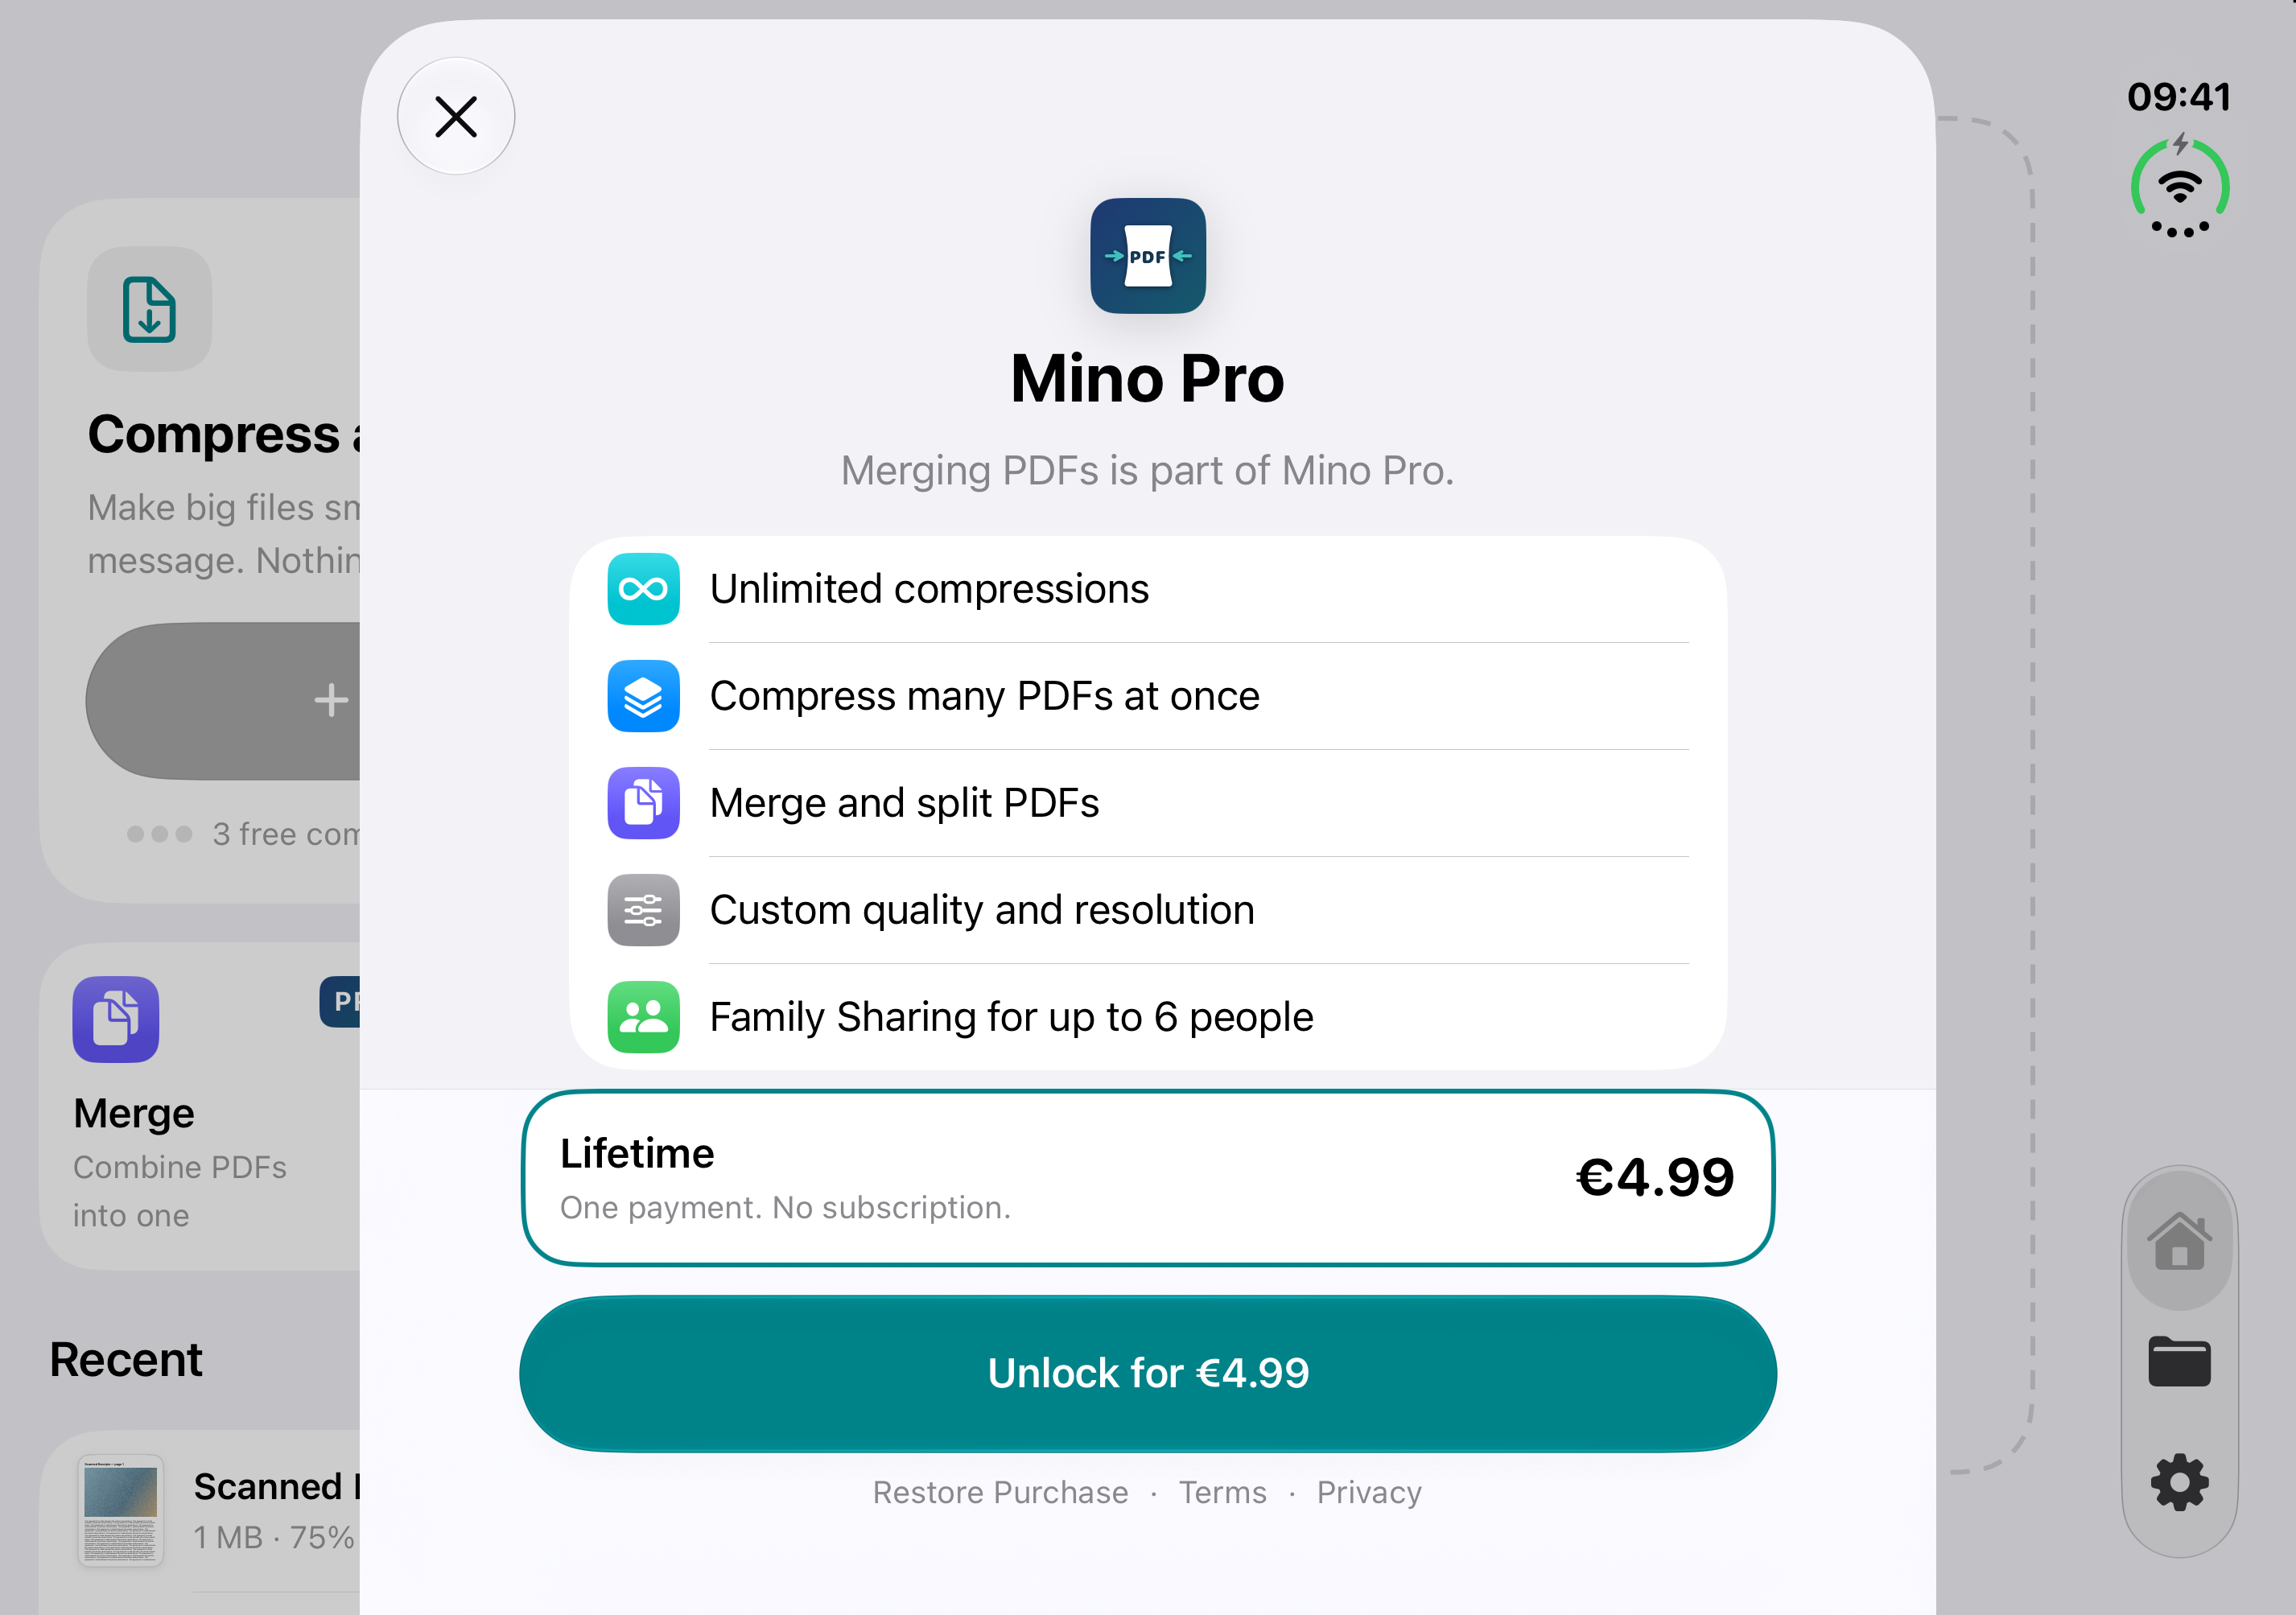 09:41
PDF
Mino Pro
Merging PDFs is part of Mino Pro.
Unlimited compressions
Compress many PDFs at once
Merge and split PDFs
Custom quality and resolution
Family Sharing for up to 6 people
Lifetime
One payment. No subscription.
€4.99
Unlock for €4.99
Restore Purchase · Terms · Privacy
Compress
Make big files
message.
3 free
Merge
Combine PDFs
into one
Recent
Scanned
1 MB · 75%